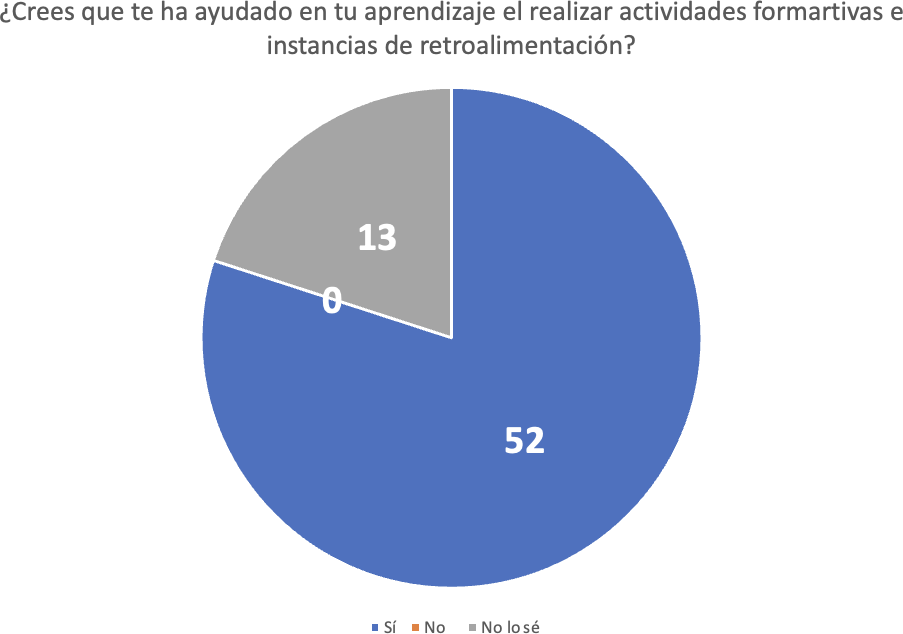 ¿Crees que te ha ayudado en tu aprendizaje el realizar actividades formartivas e
instancias de retroalimentación?
13
0
52
Sí No No lo sé